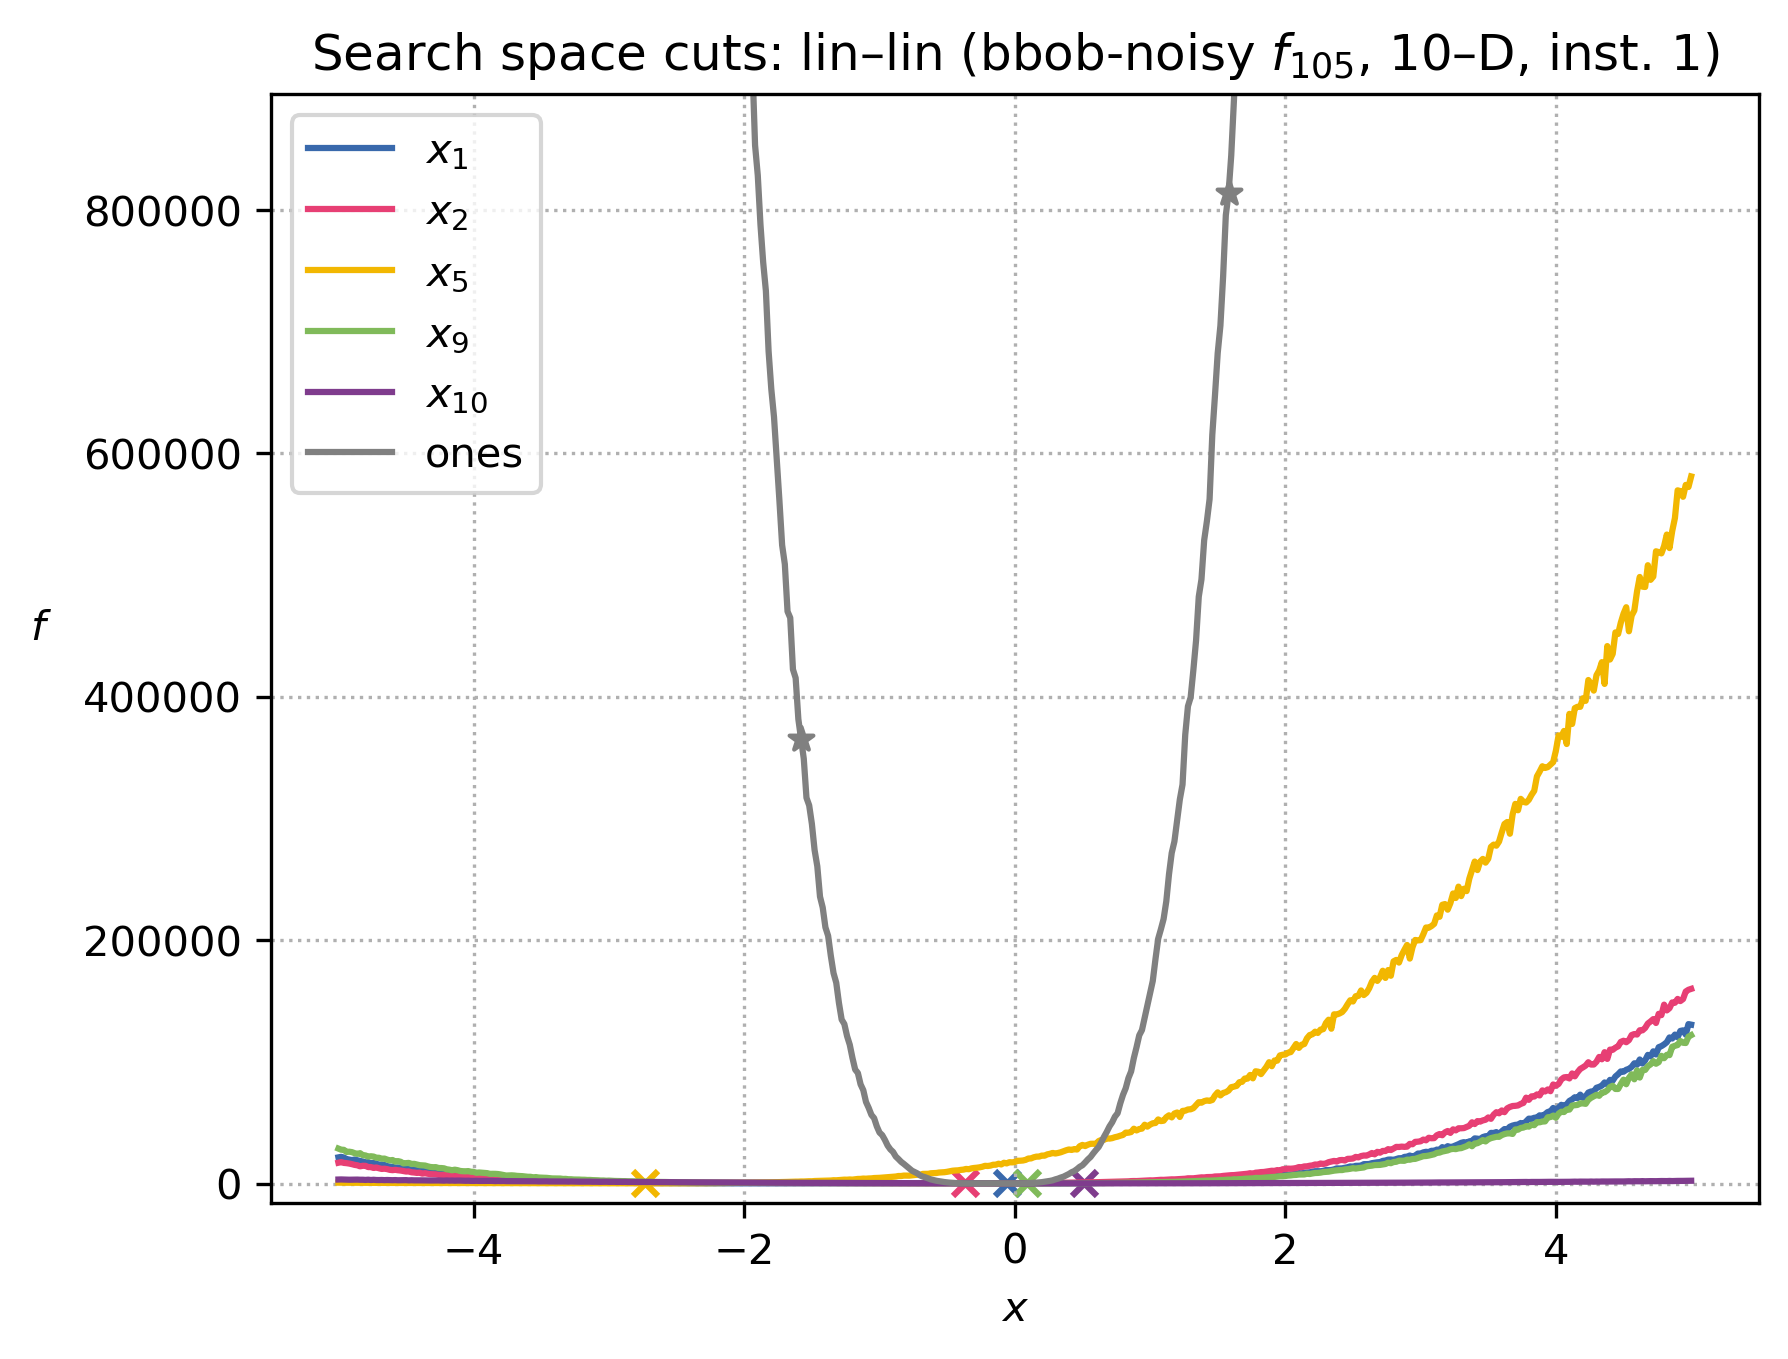 Search space cuts: lin–lin (bbob-noisy f105, 10–D, inst. 1)
x1
x2
x5
x9
x10
ones
800000
600000
400000
200000
0
f
−4 −2 0 2 4
x